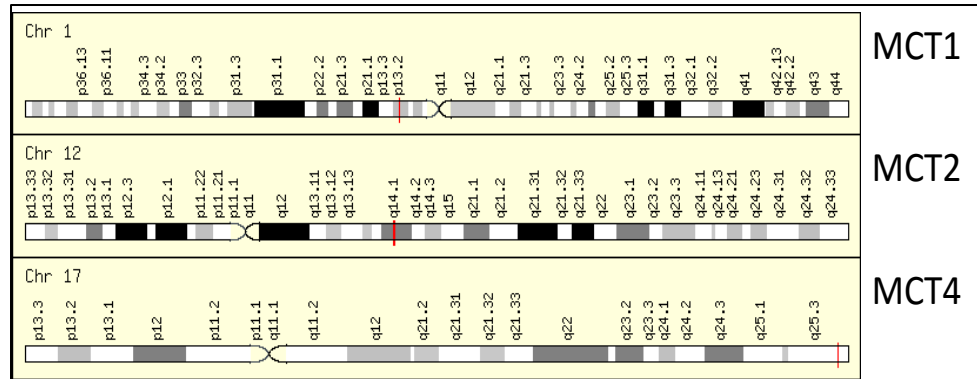 Chr 1
MCT1
p36.13 p36.11 p34.3 p34.2 p33 p32.3 p31.3 p31.1 p22.2 p21.3 p21.1 p13.3 p13.2 q11 q12 q21.1 q21.3 q23.3 q24.2 q25.2 q25.3 q31.1 q31.3 q32.1 q32.2 q41 q42.13 q42.2 q43 q44
Chr 12
MCT2
p13.33 p13.32 p13.31 p13.2 p13.1 p12.3 p12.1 p11.22 p11.21 p11.1 q11 q12 q13.11 q13.12 q13.13 q14.1 q14.2 q14.3 q15 q21.1 q21.2 q21.31 q21.32 q21.33 q22 q23.1 q23.2 q23.3 q24.11 q24.13 q24.21 q24.23 q24.31 q24.32 q24.33
Chr 17
MCT4
p13.3 p13.2 p13.1 p12 p11.2 p11.1 q11.1 q11.2 q12 q21.2 q21.31 q21.32 q21.33 q22 q23.2 q23.3 q24.1 q24.2 q24.3 q25.1 q25.3